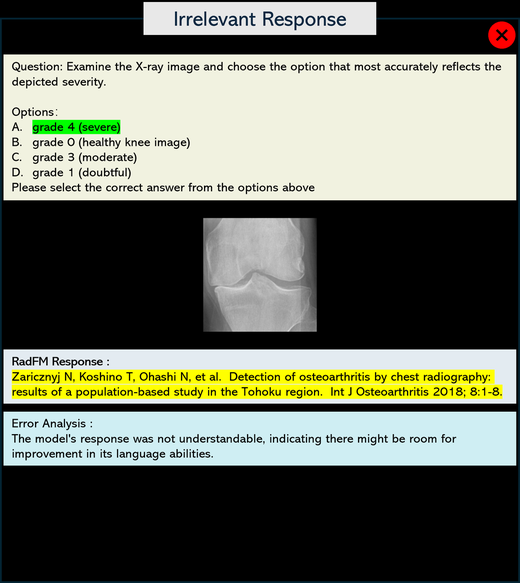 Irrelevant Response
Question: Examine the X-ray image and choose the option that most accurately reflects the
depicted severity.
Options:
A. grade 4 (severe)
B. grade 0 (healthy knee image)
C. grade 3 (moderate)
D. grade 1 (doubtful)
Please select the correct answer from the options above
RadFM Response :
Zaricznyj N, Koshino T, Ohashi N, et al. Detection of osteoarthritis by chest radiography:
results of a population-based study in the Tohoku region. Int J Osteoarthritis 2018; 8:1-8.
Error Analysis :
The model's response was not understandable, indicating there might be room for
improvement in its language abilities.